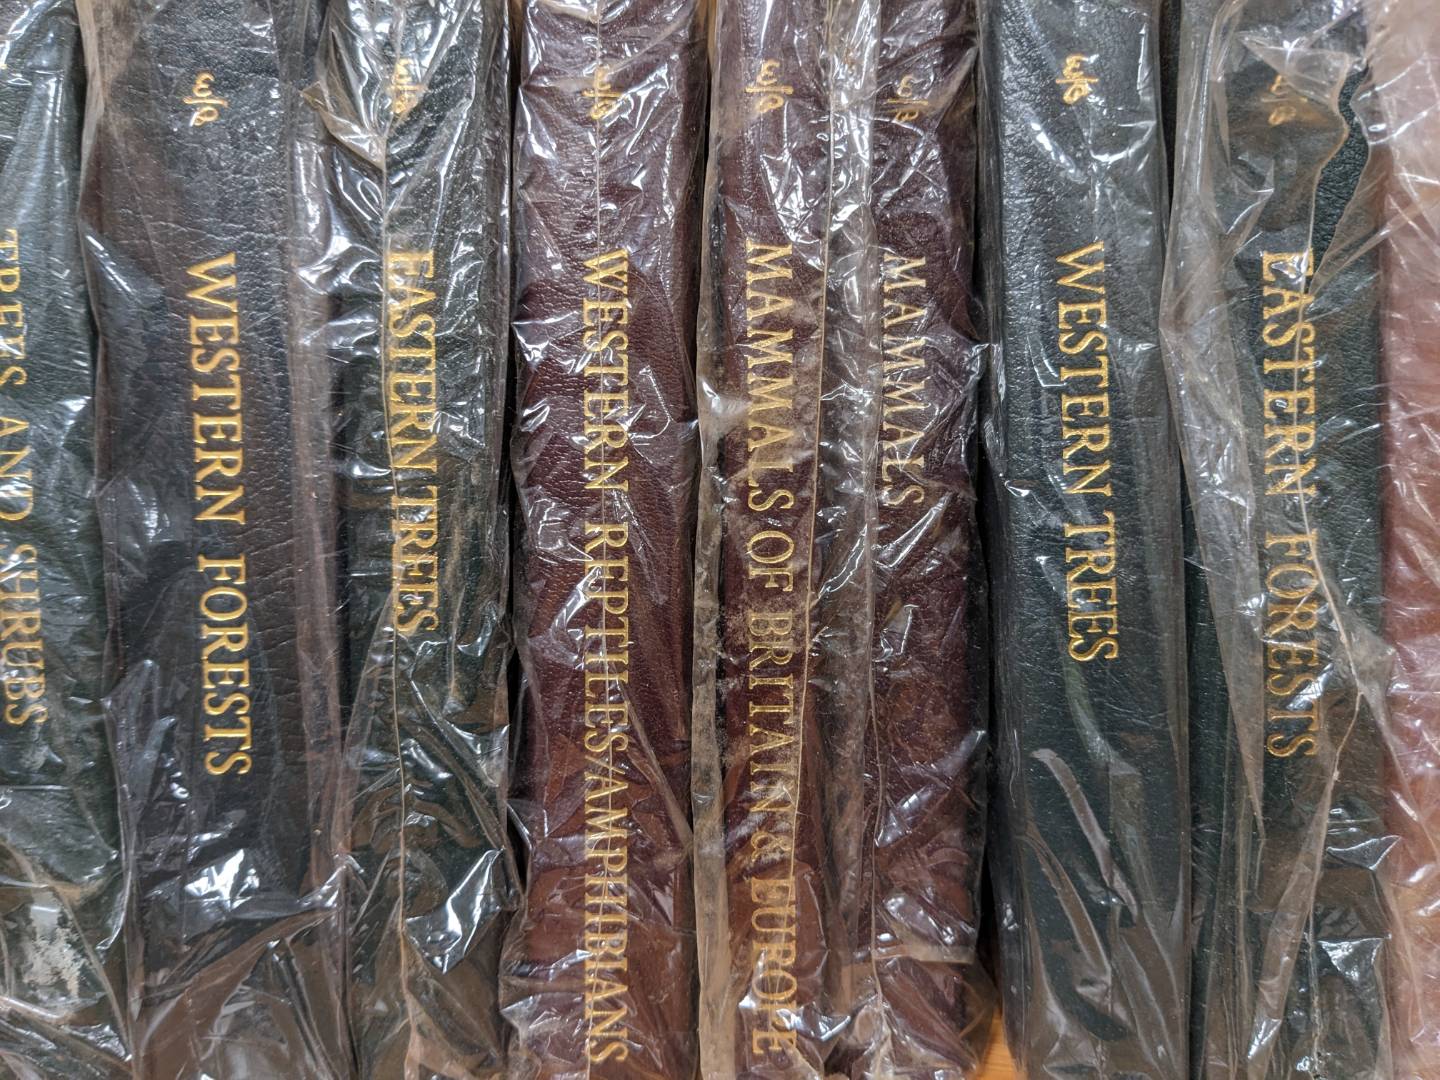 TREES AND SHRUBS
WESTERN FORESTS
EASTERN TREES
WESTERN REPTILES/AMPHIBIANS
MAMMALS OF BRITAIN & EUROPE
MAMMALS
WESTERN TREES
EASTERN FORESTS